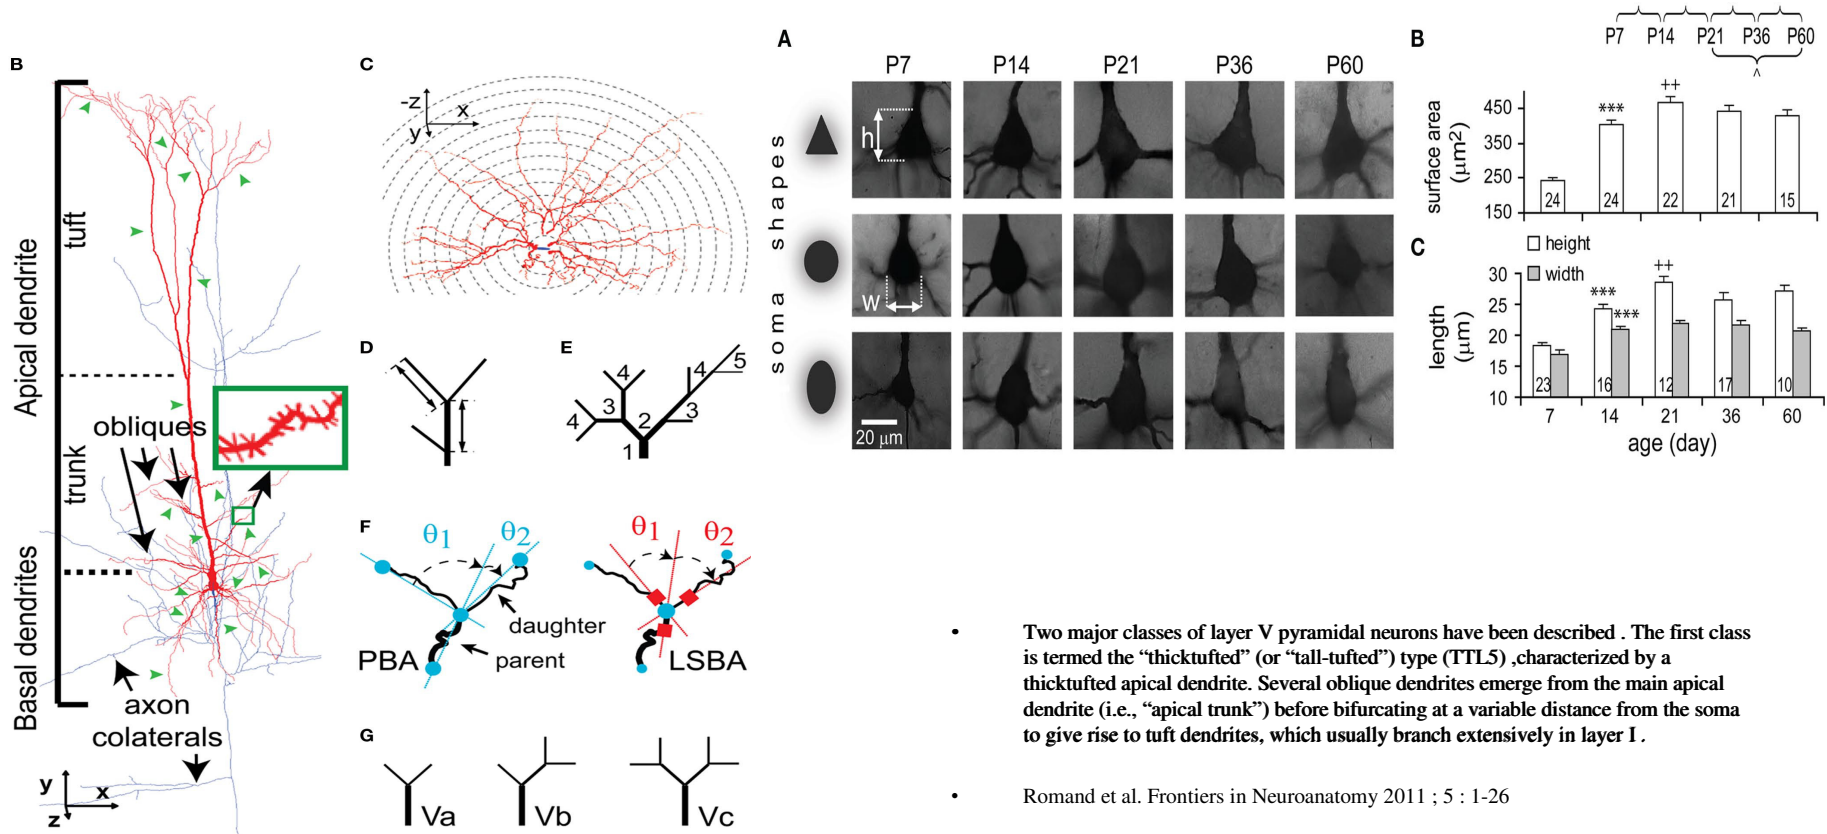 B
tuft
Apical dendrite
trunk
obliques
Basal dendrites
axon
colaterals
y
x
z
C
-z
x
y
D
E
4
4
5
4
3
2
3
1
F
θ1
θ2
θ1
θ2
daughter
parent
PBA
LSBA
G
Va
Vb
Vc
A
soma shapes
P7
P14
P21
P36
P60
h
w
20 μm
B
P7
P14
P21
P36
P60
^
surface area
(μm2)
450
350
250
150
***
++
24
24
22
21
15
C
height
width
length
(μm)
30
25
20
15
10
***
***
++
23
16
12
17
10
7
14
21
36
60
age (day)
• Two major classes of layer V pyramidal neurons have been described . The first class
is termed the “thicktufted” (or “tall-tufted”) type (TTL5) ,characterized by a
thicktufted apical dendrite. Several oblique dendrites emerge from the main apical
dendrite (i.e., “apical trunk”) before bifurcating at a variable distance from the soma
to give rise to tuft dendrites, which usually branch extensively in layer I .
• Romand et al. Frontiers in Neuroanatomy 2011 ; 5 : 1-26